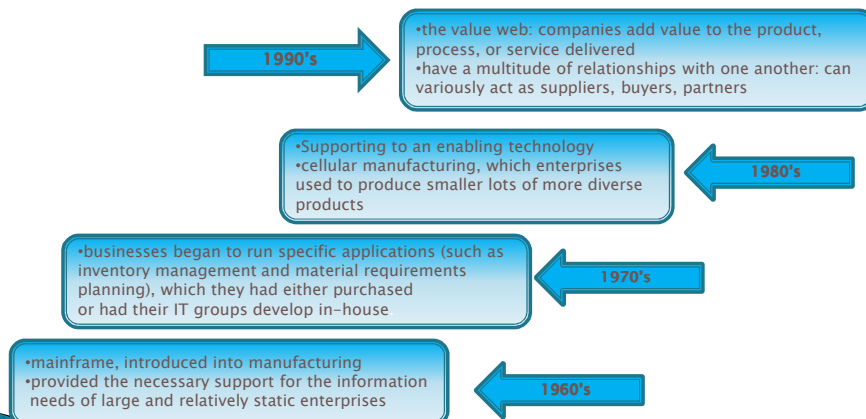 1990's
•the value web: companies add value to the product,
process, or service delivered
•have a multitude of relationships with one another: can
variously act as suppliers, buyers, partners
•Supporting to an enabling technology
•cellular manufacturing, which enterprises
used to produce smaller lots of more diverse
products
1980's
•businesses began to run specific applications (such as
inventory management and material requirements
planning), which they had either purchased
or had their IT groups develop in-house
1970's
•mainframe, introduced into manufacturing
•provided the necessary support for the information
needs of large and relatively static enterprises
1960's